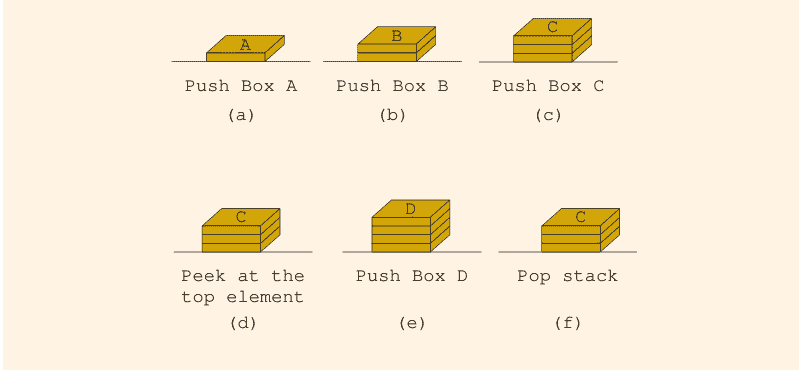 A
B
C
Push Box A
Push Box B
Push Box C
(a)
(b)
(c)
C
D
C
Peek at the
top element
Push Box D
Pop stack
(d)
(e)
(f)